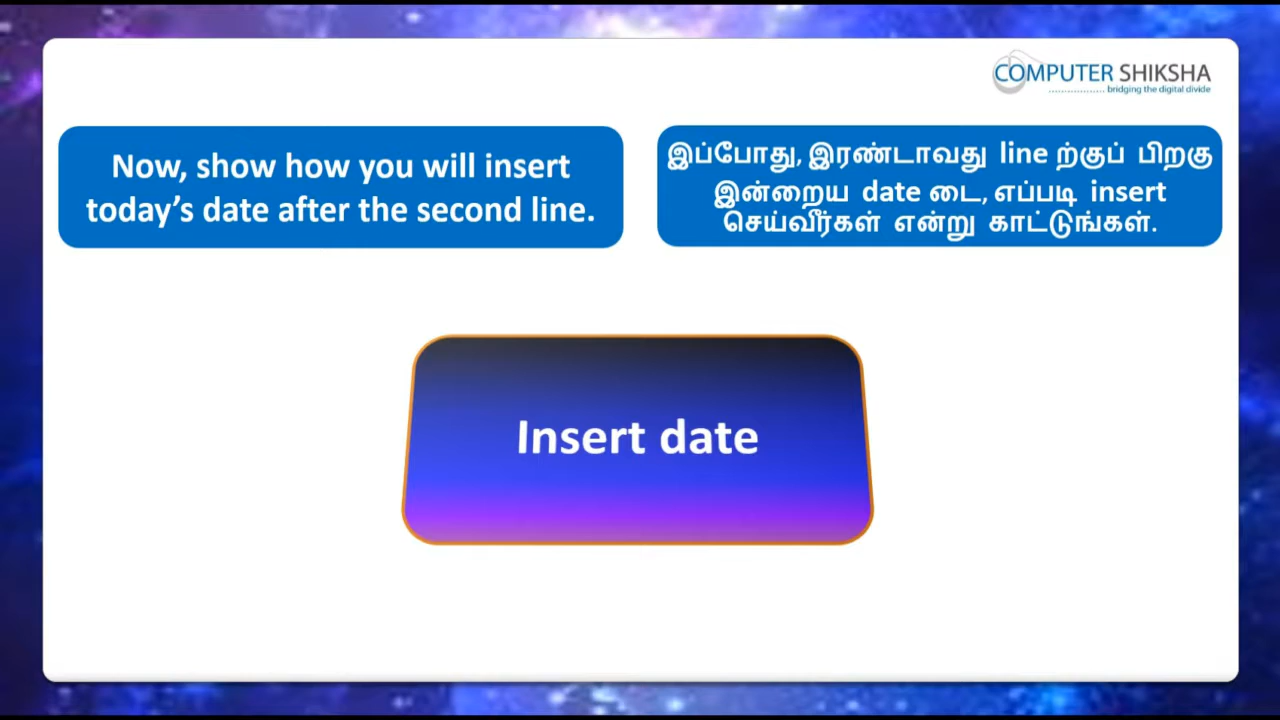 COMPUTER SHIKSHA
bridging the digital divide
Now, show how you will insert
today’s date after the second line.
இப்போது, இரண்டாவது line ற்குப் பிறகு
இன்றைய date டை, எப்படி insert
செய்வீர்கள் என்று காட்டுங்கள்.
Insert date